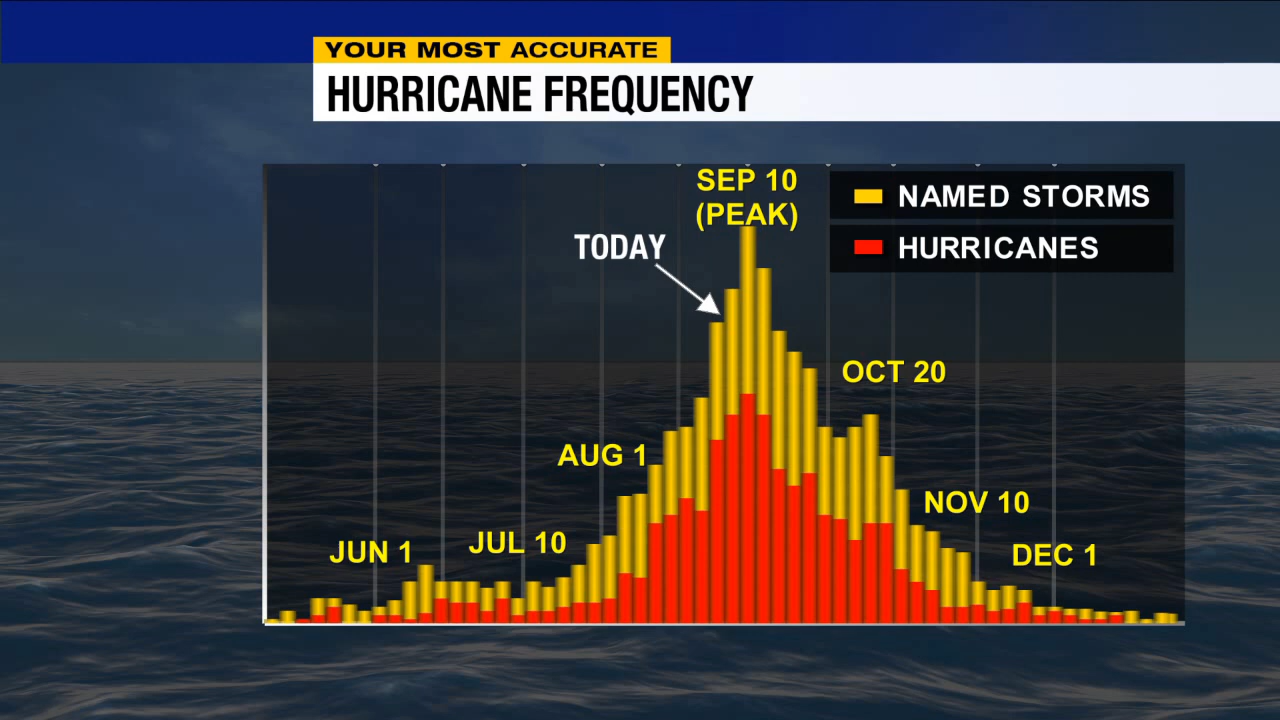 YOUR MOST ACCURATE
HURRICANE FREQUENCY
SEP 10
(PEAK)
NAMED STORMS
TODAY
HURRICANES
OCT 20
AUG 1
NOV 10
JUN 1
JUL 10
DEC 1